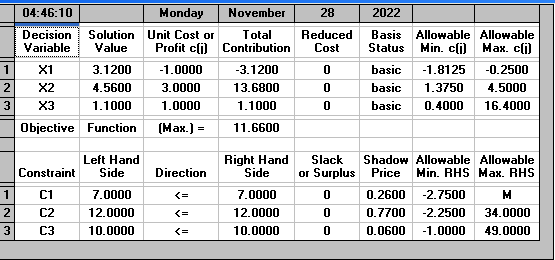 04:46:10 Monday November 28 2022
Decision Solution Unit Cost or Total Reduced Basis Allowable Allowable
Variable Value Profit c(j) Contribution Cost Status Min. c(j) Max. c(j)
1 X1 3.1200 -1.0000 -3.1200 0 basic -1.8125 -0.2500
2 X2 4.5600 3.0000 13.6800 0 basic 1.3750 4.5000
3 X3 1.1000 1.0000 1.1000 0 basic 0.4000 16.4000
Objective Function (Max.) = 11.6600
Left Hand Right Hand Slack Shadow Allowable Allowable
Constraint Side Direction Side or Surplus Price Min. RHS Max. RHS
1 C1 7.0000 <= 7.0000 0 0.2600 -2.7500 M
2 C2 12.0000 <= 12.0000 0 0.7700 -2.2500 34.0000
3 C3 10.0000 <= 10.0000 0 0.0600 -1.0000 49.0000